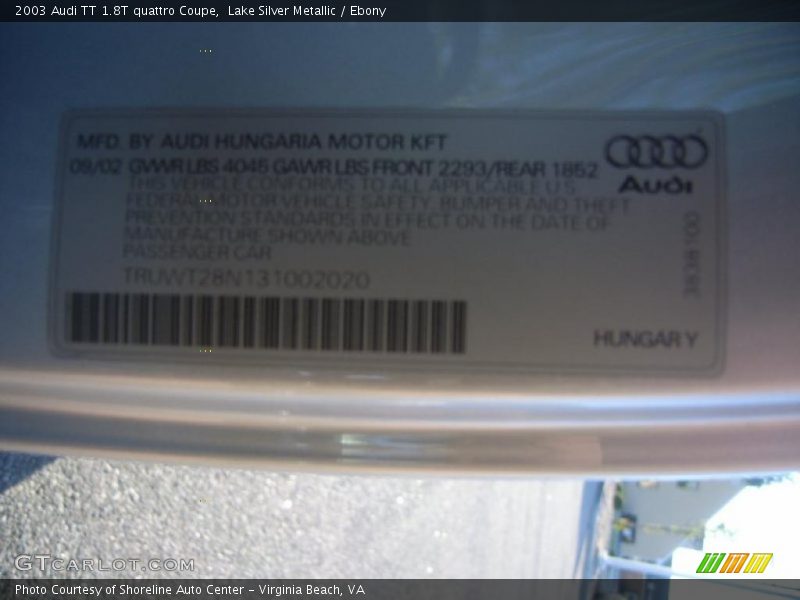 2003 Audi TT 1.8T quattro Coupe,  Lake Silver Metallic / Ebony
MFD. BY AUDI HUNGARIA MOTOR KFT
09/02 GVWR LBS 4045 GAWR LBS FRONT 2293/REAR 1852
THIS VEHICLE CONFORMS TO ALL APPLICABLE U.S.
FEDERAL MOTOR VEHICLE SAFETY, BUMPER AND THEFT
PREVENTION STANDARDS IN EFFECT ON THE DATE OF
MANUFACTURE SHOWN ABOVE
PASSENGER CAR
TRUWT28N131002020
Audi
HUNGARY
GTCARLOT.COM
Photo Courtesy of Shoreline Auto Center - Virginia Beach, VA